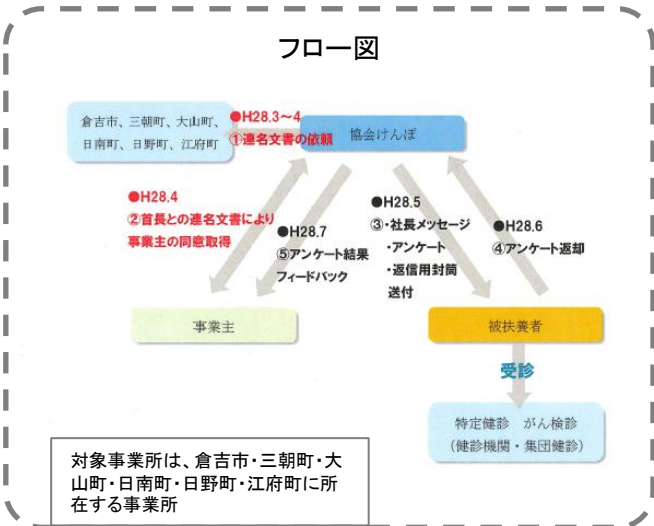 フロー図
倉吉市、三朝町、大山町、
日南町、日野町、江府町
●H28.3~4
①連名文書の依頼
協会けんぽ
●H28.4
②首長との連名文書により
事業主の同意取得
●H28.7
⑤アンケート結果
フィードバック
●H28.5
③・社長メッセージ
・アンケート
・返信用封筒
送付
●H28.6
④アンケート返却
事業主
被扶養者
受診
特定健診 がん検診
(健診機関・集団健診)
対象事業所は、倉吉市・三朝町・大
山町・日南町・日野町・江府町に所
在する事業所